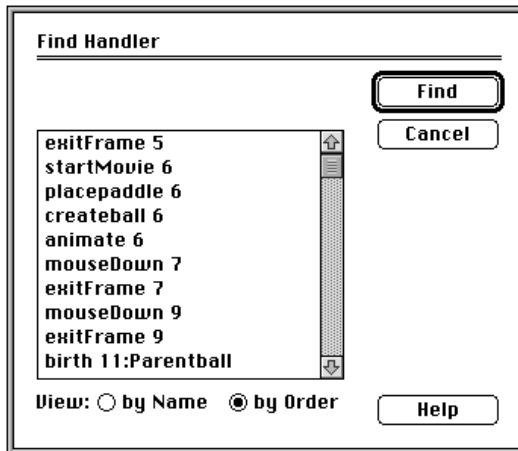 Find Handler
Find
Cancel
exitFrame 5
startMovie 6
placepaddle 6
createball 6
animate 6
mouseDown 7
exitFrame 7
mouseDown 9
exitFrame 9
birth 11:Parentball
View: by Name by Order
Help